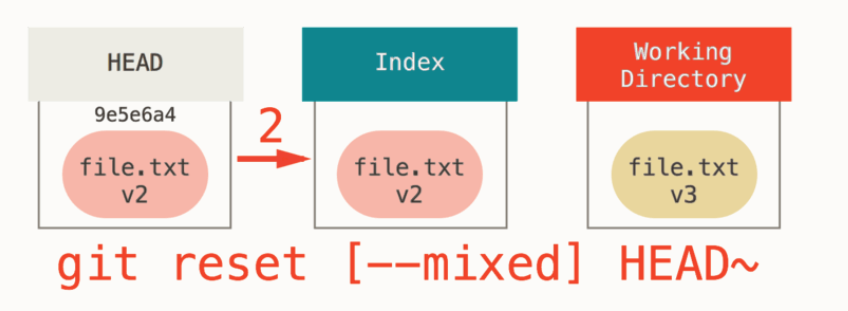 HEAD
Index
Working
Directory
9e5e6a4
2
file.txt
v2
file.txt
v2
file.txt
v3
git reset [--mixed] HEAD~